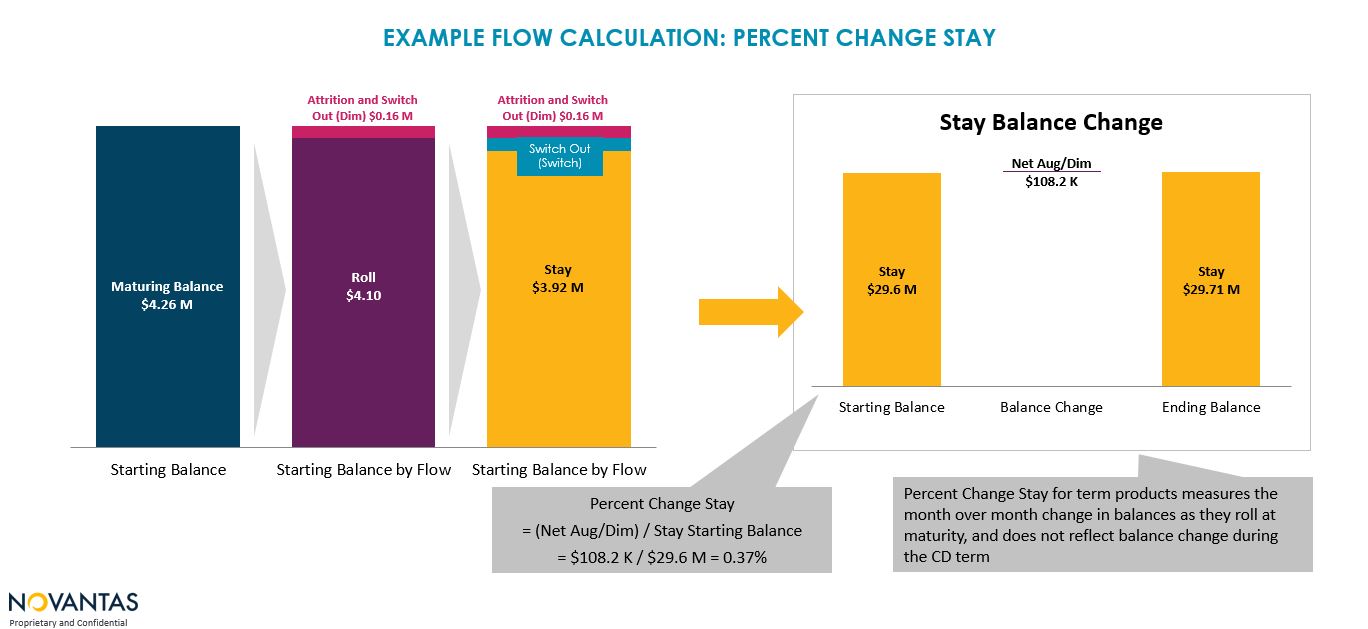 EXAMPLE FLOW CALCULATION: PERCENT CHANGE STAY
Attrition and Switch
Out (Dim) $0.16 M
Attrition and Switch
Out (Dim) $0.16 M
Switch Out
(Switch)
Maturing Balance
$4.26 M
Roll
$4.10
Stay
$3.92 M
Starting Balance
Starting Balance by Flow
Starting Balance by Flow
Stay Balance Change
Net Aug/Dim
$108.2 K
Stay
$29.6 M
Stay
$29.71 M
Starting Balance
Balance Change
Ending Balance
Percent Change Stay
= (Net Aug/Dim) / Stay Starting Balance
= $108.2 K / $29.6 M = 0.37%
Percent Change Stay for term products measures the
month over month change in balances as they roll at
maturity, and does not reflect balance change during
the CD term
NOVANTAS
Proprietary and Confidential